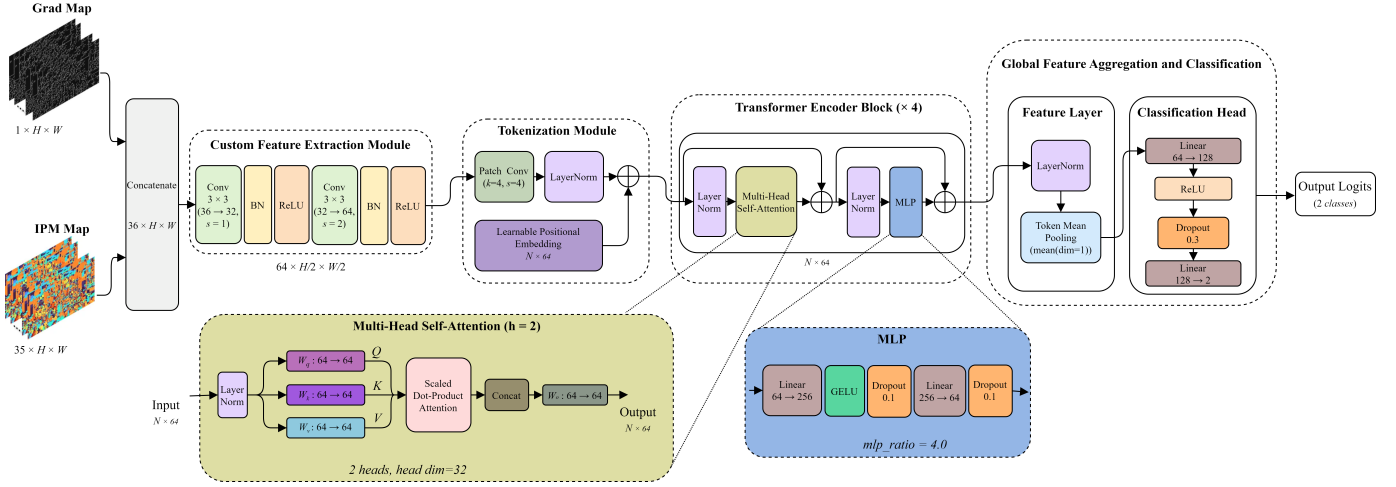 Grad Map
1 × H × W
IPM Map
35 × H × W
Concatenate
36 × H × W
Custom Feature Extraction Module
Conv
3 × 3
(36 → 32,
s = 1)
BN
ReLU
Conv
3 × 3
(32 → 64,
s = 2)
BN
ReLU
64 × H/2 × W/2
Tokenization Module
Patch Conv
(k=4, s=4)
LayerNorm
Learnable Positional
Embedding
N × 64
Transformer Encoder Block (× 4)
Layer
Norm
Multi-Head
Self-Attention
Layer
Norm
MLP
N × 64
Global Feature Aggregation and Classification
Feature Layer
LayerNorm
Token Mean
Pooling
(mean(dim=1))
Classification Head
Linear
64 → 128
ReLU
Dropout
0.3
Linear
128 → 2
Output Logits
(2 classes)
Multi-Head Self-Attention (h = 2)
Input
N × 64
Layer
Norm
W_q : 64 → 64
Q
W_k : 64 → 64
K
W_v : 64 → 64
V
Scaled
Dot-Product
Attention
Concat
W_o : 64 → 64
Output
N × 64
2 heads, head dim=32
MLP
Linear
64 → 256
GELU
Dropout
0.1
Linear
256 → 64
Dropout
0.1
mlp_ratio = 4.0